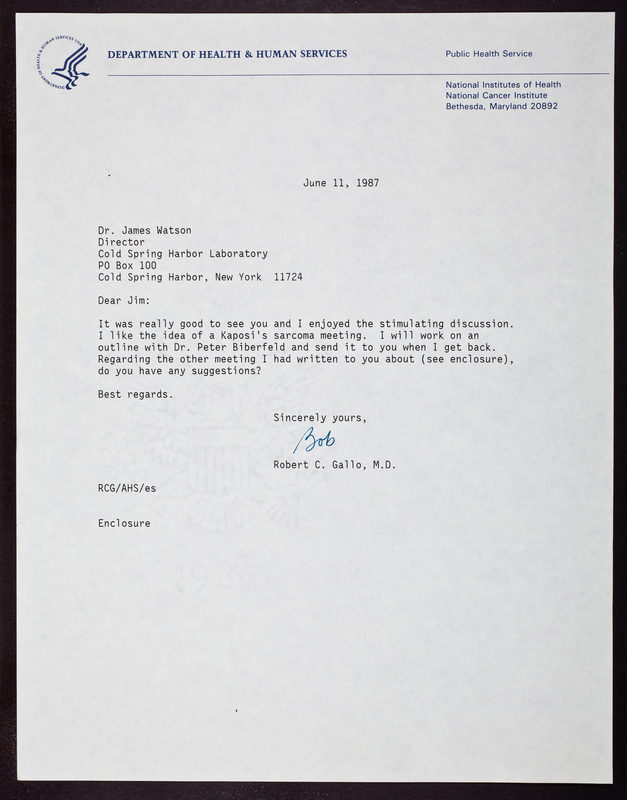 DEPARTMENT OF HEALTH & HUMAN SERVICES
Public Health Service
National Institutes of Health
National Cancer Institute
Bethesda, Maryland 20892
June 11, 1987
Dr. James Watson
Director
Cold Spring Harbor Laboratory
PO Box 100
Cold Spring Harbor, New York 11724
Dear Jim:
It was really good to see you and I enjoyed the stimulating discussion.
I like the idea of a Kaposi's sarcoma meeting. I will work on an
outline with Dr. Peter Biberfeld and send it to you when I get back.
Regarding the other meeting I had written to you about (see enclosure),
do you have any suggestions?
Best regards.
Sincerely yours,
Bob
Robert C. Gallo, M.D.
RCG/AHS/es
Enclosure